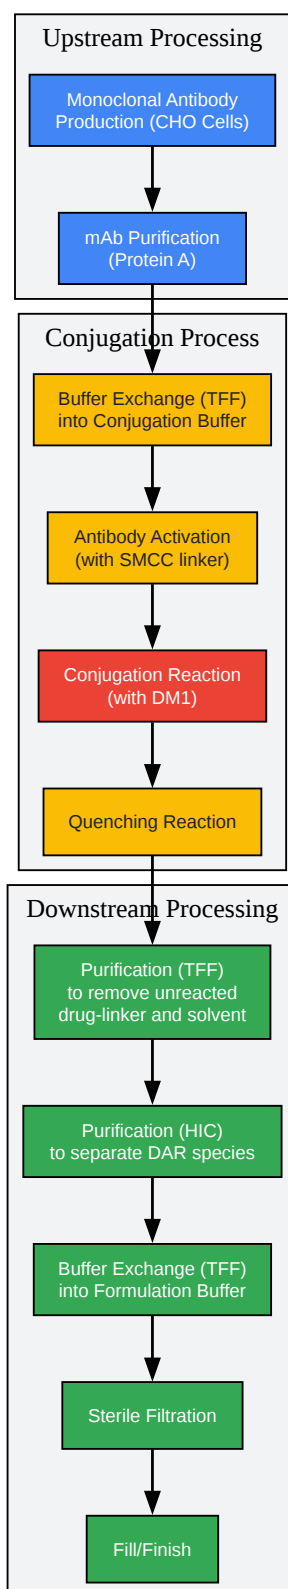 Upstream Processing
Monoclonal Antibody
Production (CHO Cells)
mAb Purification
(Protein A)
Conjugation Process
Buffer Exchange (TFF)
into Conjugation Buffer
Antibody Activation
(with SMCC linker)
Conjugation Reaction
(with DM1)
Quenching Reaction
Downstream Processing
Purification (TFF)
to remove unreacted
drug-linker and solvent
Purification (HIC)
to separate DAR species
Buffer Exchange (TFF)
into Formulation Buffer
Sterile Filtration
Fill/Finish